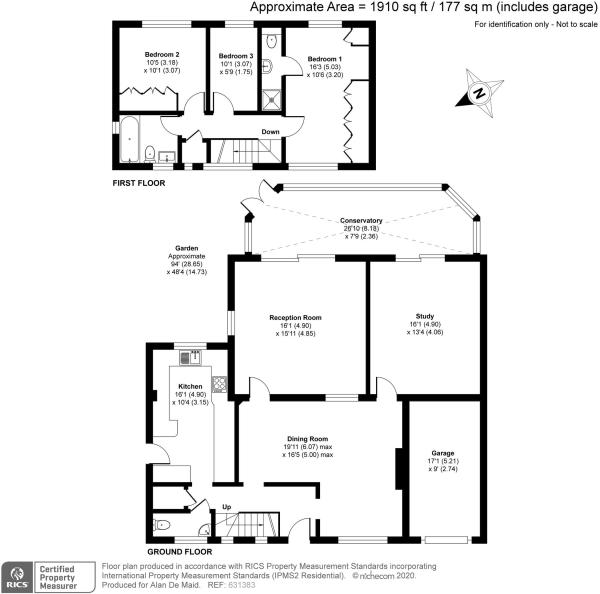 Approximate Area = 1910 sq ft / 177 sq m (includes garage)
For identification only - Not to scale
Bedroom 2
10'5 (3.18)
x 10'1 (3.07)
Bedroom 3
10'1 (3.07)
x 5'9 (1.75)
Bedroom 1
16'3 (5.03)
x 10'6 (3.20)
N
Down
FIRST FLOOR
Conservatory
26'10 (8.18)
x 7'9 (2.36)
Garden
Approximate
94' (28.65)
x 48'4 (14.73)
Reception Room
16'1 (4.90)
x 15'11 (4.85)
Study
16'1 (4.90)
x 13'4 (4.06)
Kitchen
16'1 (4.90)
x 10'4 (3.15)
Dining Room
19'11 (6.07) max
x 16'5 (5.00) max
Garage
17'1 (5.21)
x 9' (2.74)
Up
GROUND FLOOR
RICS
Certified
Property
Measurer
Floor plan produced in accordance with RICS Property Measurement Standards incorporating
International Property Measurement Standards (IPMS2 Residential). © nichecom 2020.
Produced for Alan De Maid. REF: 631383